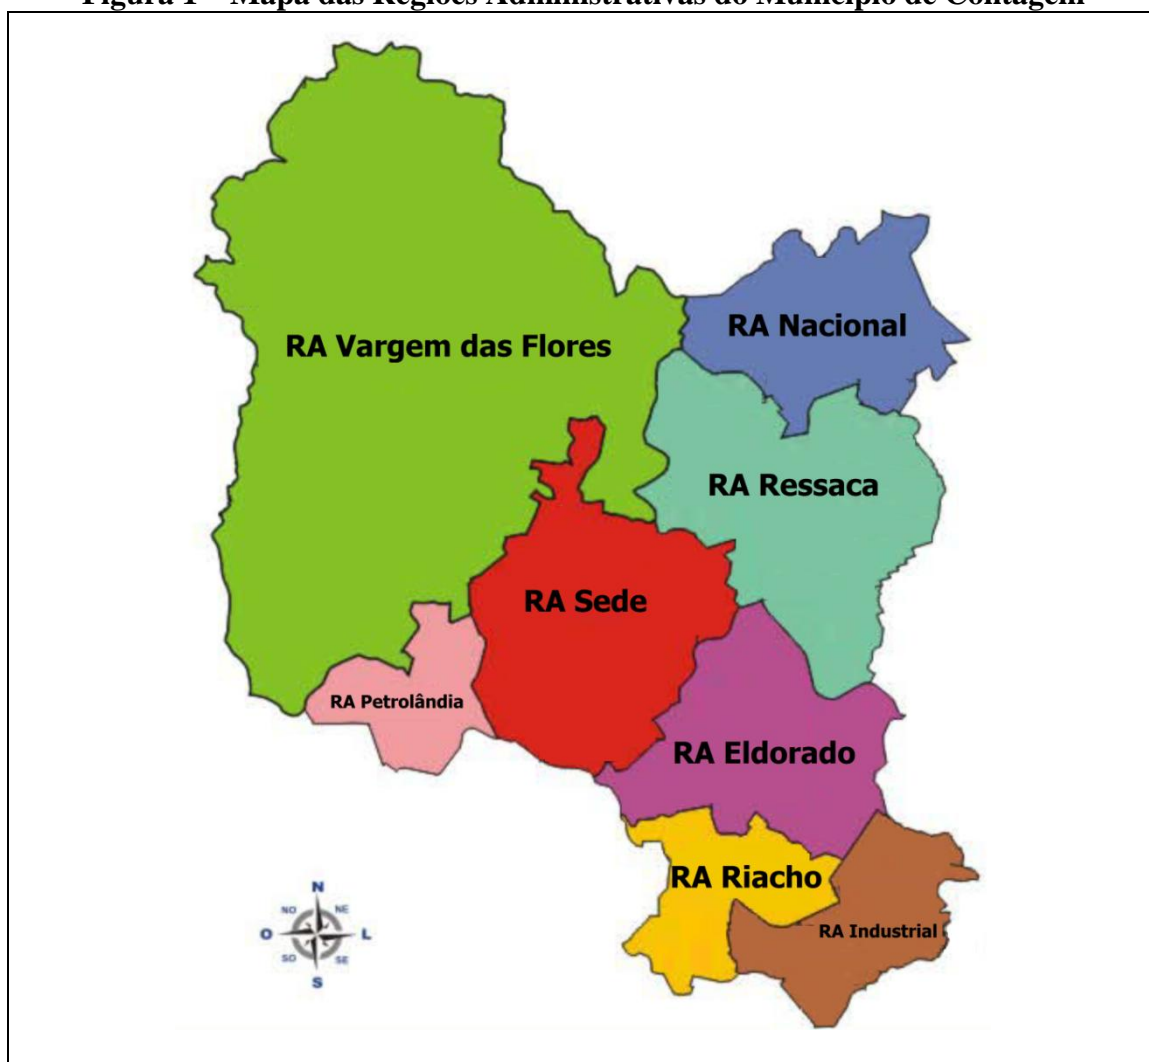 Figura 1 – Mapa das Regiões Administrativas do Município de Contagem
RA Nacional
RA Vargem das Flores
RA Ressaca
RA Sede
RA Petrolândia
RA Eldorado
RA Riacho
RA Industrial
N
NO NE
O L
SO SE
S